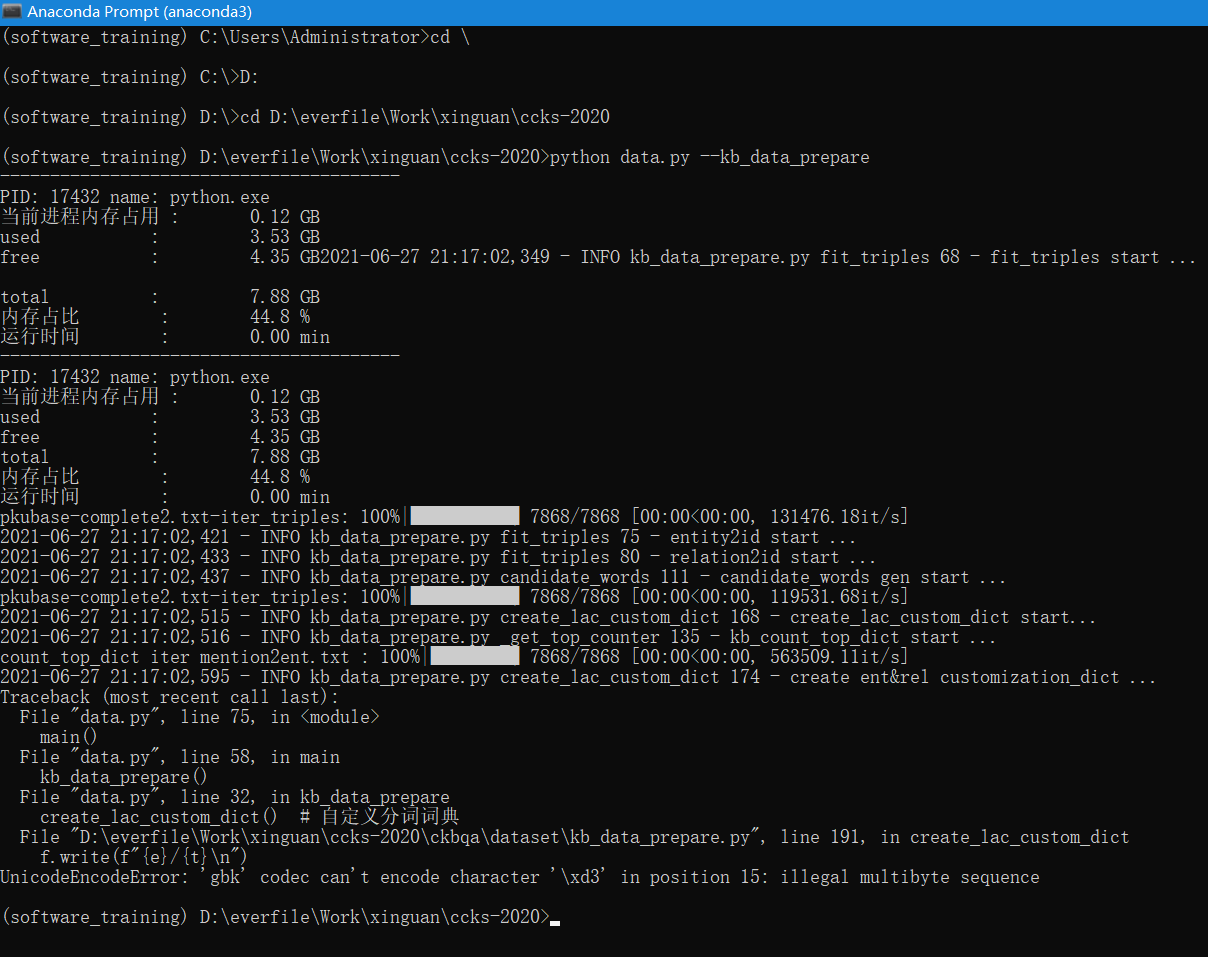 Anaconda Prompt (anaconda3)
(software_training) C:\Users\Administrator>cd \
(software_training) C:\>D:
(software_training) D:\>cd D:\everfile\Work\xinguan\ccks-2020
(software_training) D:\everfile\Work\xinguan\ccks-2020>python data.py --kb_data_prepare
----------------------------------------
PID: 17432 name: python.exe
当前进程内存占用 : 0.12 GB
used : 3.53 GB
free : 4.35 GB2021-06-27 21:17:02,349 - INFO kb_data_prepare.py fit_triples 68 - fit_triples start ...
total : 7.88 GB
内存占比 : 44.8 %
运行时间 : 0.00 min
----------------------------------------
PID: 17432 name: python.exe
当前进程内存占用 : 0.12 GB
used : 3.53 GB
free : 4.35 GB
total : 7.88 GB
内存占比 : 44.8 %
运行时间 : 0.00 min
pkubase-complete2.txt-iter_triples: 100%|██████████| 7868/7868 [00:00<00:00, 131476.18it/s]
2021-06-27 21:17:02,421 - INFO kb_data_prepare.py fit_triples 75 - entity2id start ...
2021-06-27 21:17:02,433 - INFO kb_data_prepare.py fit_triples 80 - relation2id start ...
2021-06-27 21:17:02,437 - INFO kb_data_prepare.py candidate_words 111 - candidate_words gen start ...
pkubase-complete2.txt-iter_triples: 100%|██████████| 7868/7868 [00:00<00:00, 119531.68it/s]
2021-06-27 21:17:02,515 - INFO kb_data_prepare.py create_lac_custom_dict 168 - create_lac_custom_dict start...
2021-06-27 21:17:02,516 - INFO kb_data_prepare.py _get_top_counter 135 - kb_count_top_dict start ...
count_top_dict iter mention2ent.txt : 100%|█████████| 7868/7868 [00:00<00:00, 563509.11it/s]
2021-06-27 21:17:02,595 - INFO kb_data_prepare.py create_lac_custom_dict 174 - create ent&rel customization_dict ...
Traceback (most recent call last):
File "data.py", line 75, in <module>
main()
File "data.py", line 58, in main
kb_data_prepare()
File "data.py", line 32, in kb_data_prepare
create_lac_custom_dict() # 自定义分词词典
File "D:\everfile\Work\xinguan\ccks-2020\ckbqa\dataset\kb_data_prepare.py", line 191, in create_lac_custom_dict
f.write(f"{e}/{t}\n")
UnicodeEncodeError: 'gbk' codec can't encode character '\xd3' in position 15: illegal multibyte sequence
(software_training) D:\everfile\Work\xinguan\ccks-2020>